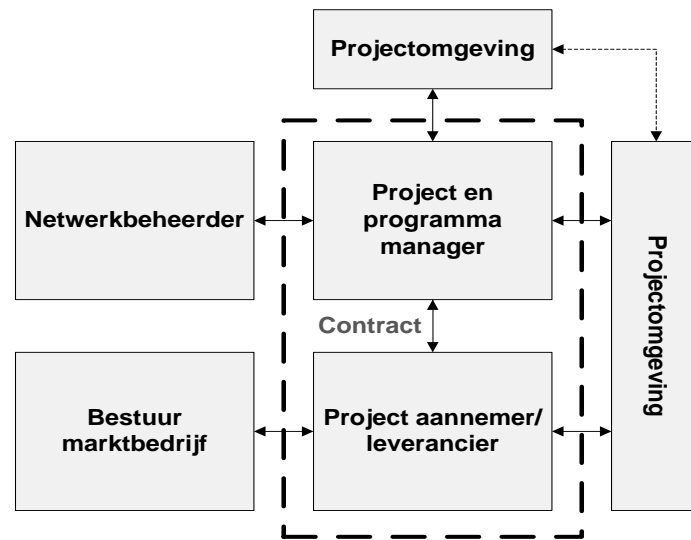 Projectomgeving
Netwerkbeheerder
Project en
programma
manager
Projectomgeving
Contract
Bestuur
marktbedrijf
Project aannemer/
leverancier